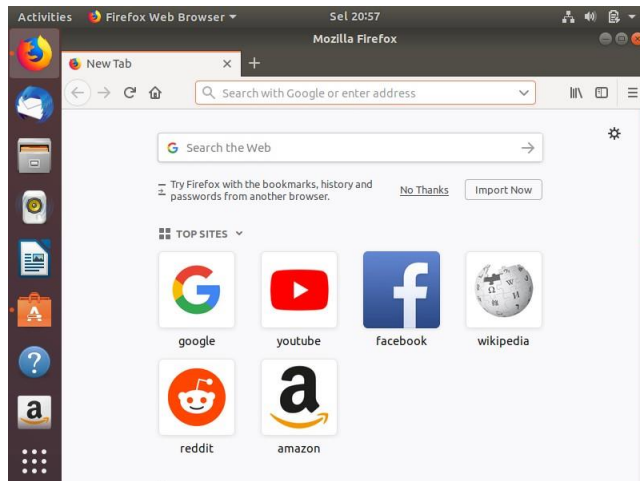 Activities Firefox Web Browser Sel 20:57
Mozilla Firefox
New Tab
Search with Google or enter address
Search the Web
Try Firefox with the bookmarks, history and
passwords from another browser.
No Thanks Import Now
TOP SITES
google youtube facebook wikipedia
reddit amazon